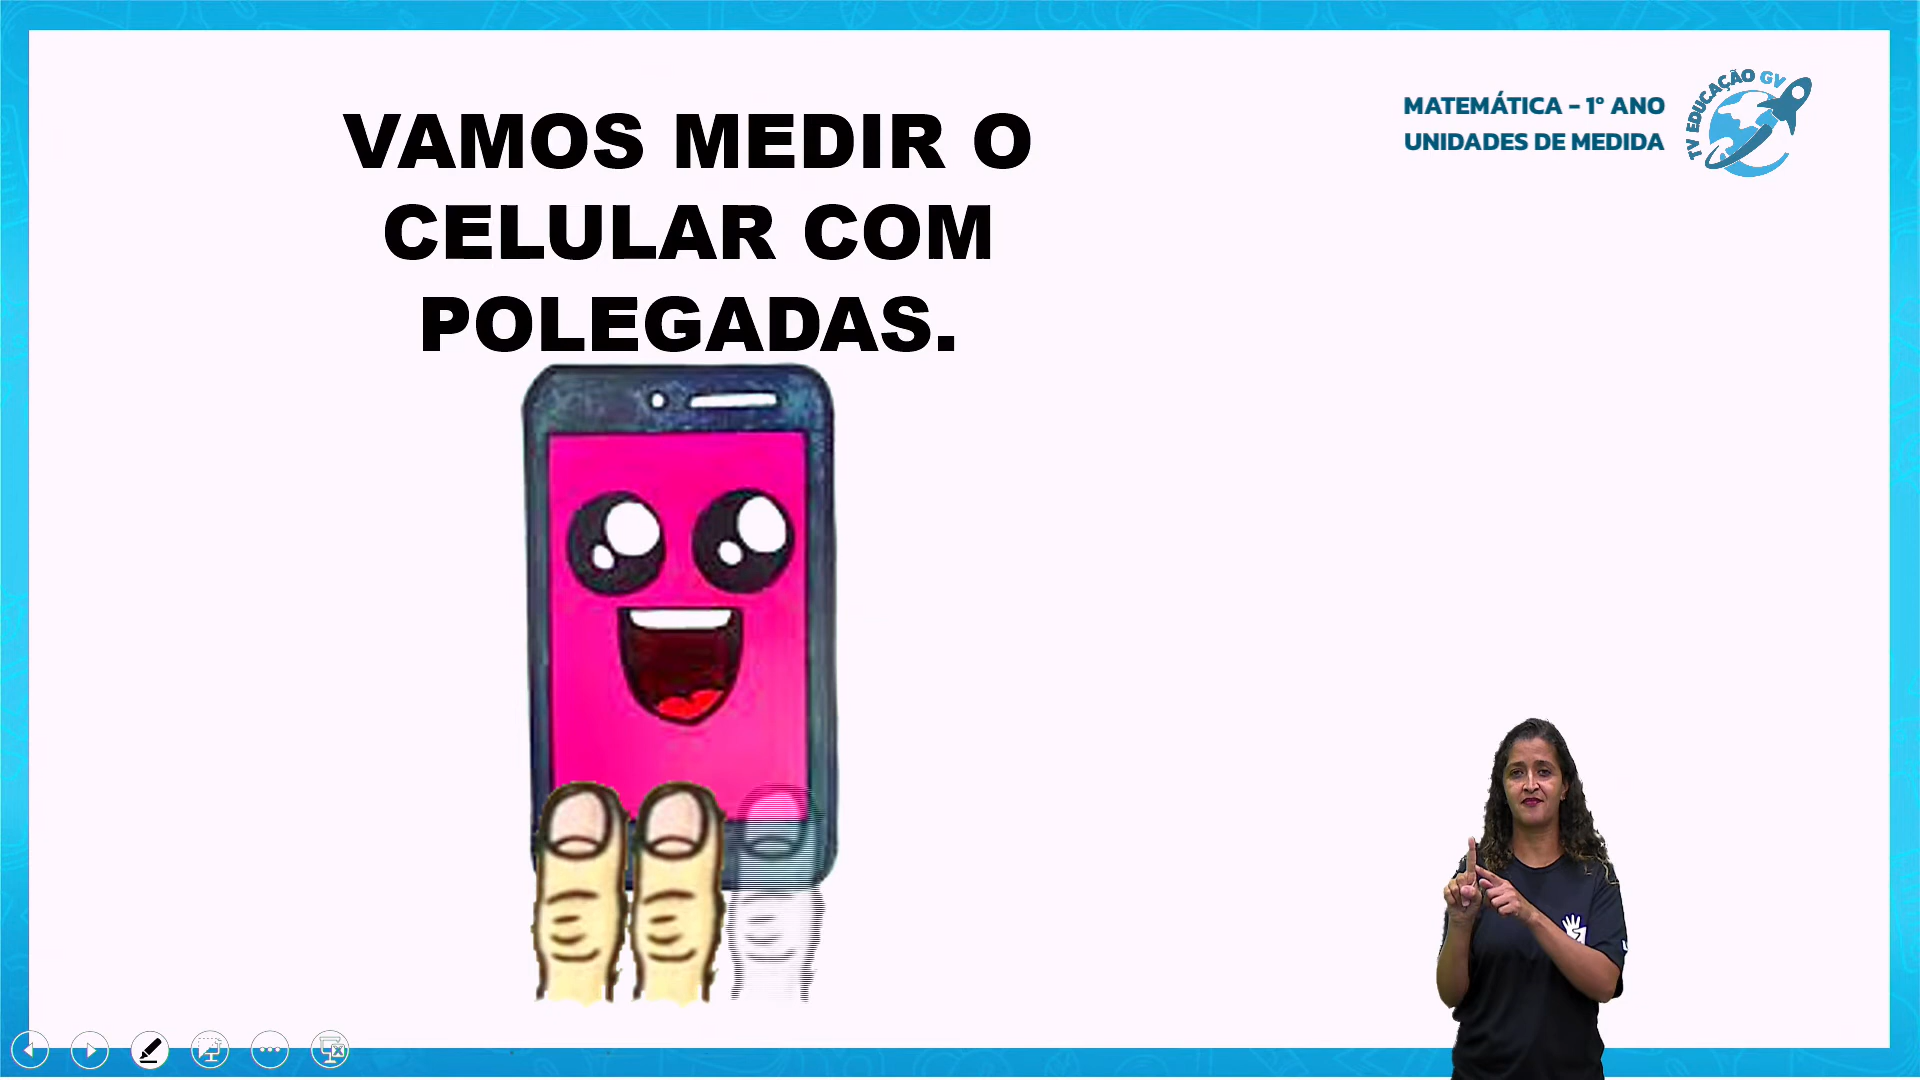 VAMOS MEDIR O
CELULAR COM
POLEGADAS.
MATEMÁTICA - 1º ANO
UNIDADES DE MEDIDA
TV EDUCAÇÃO GV